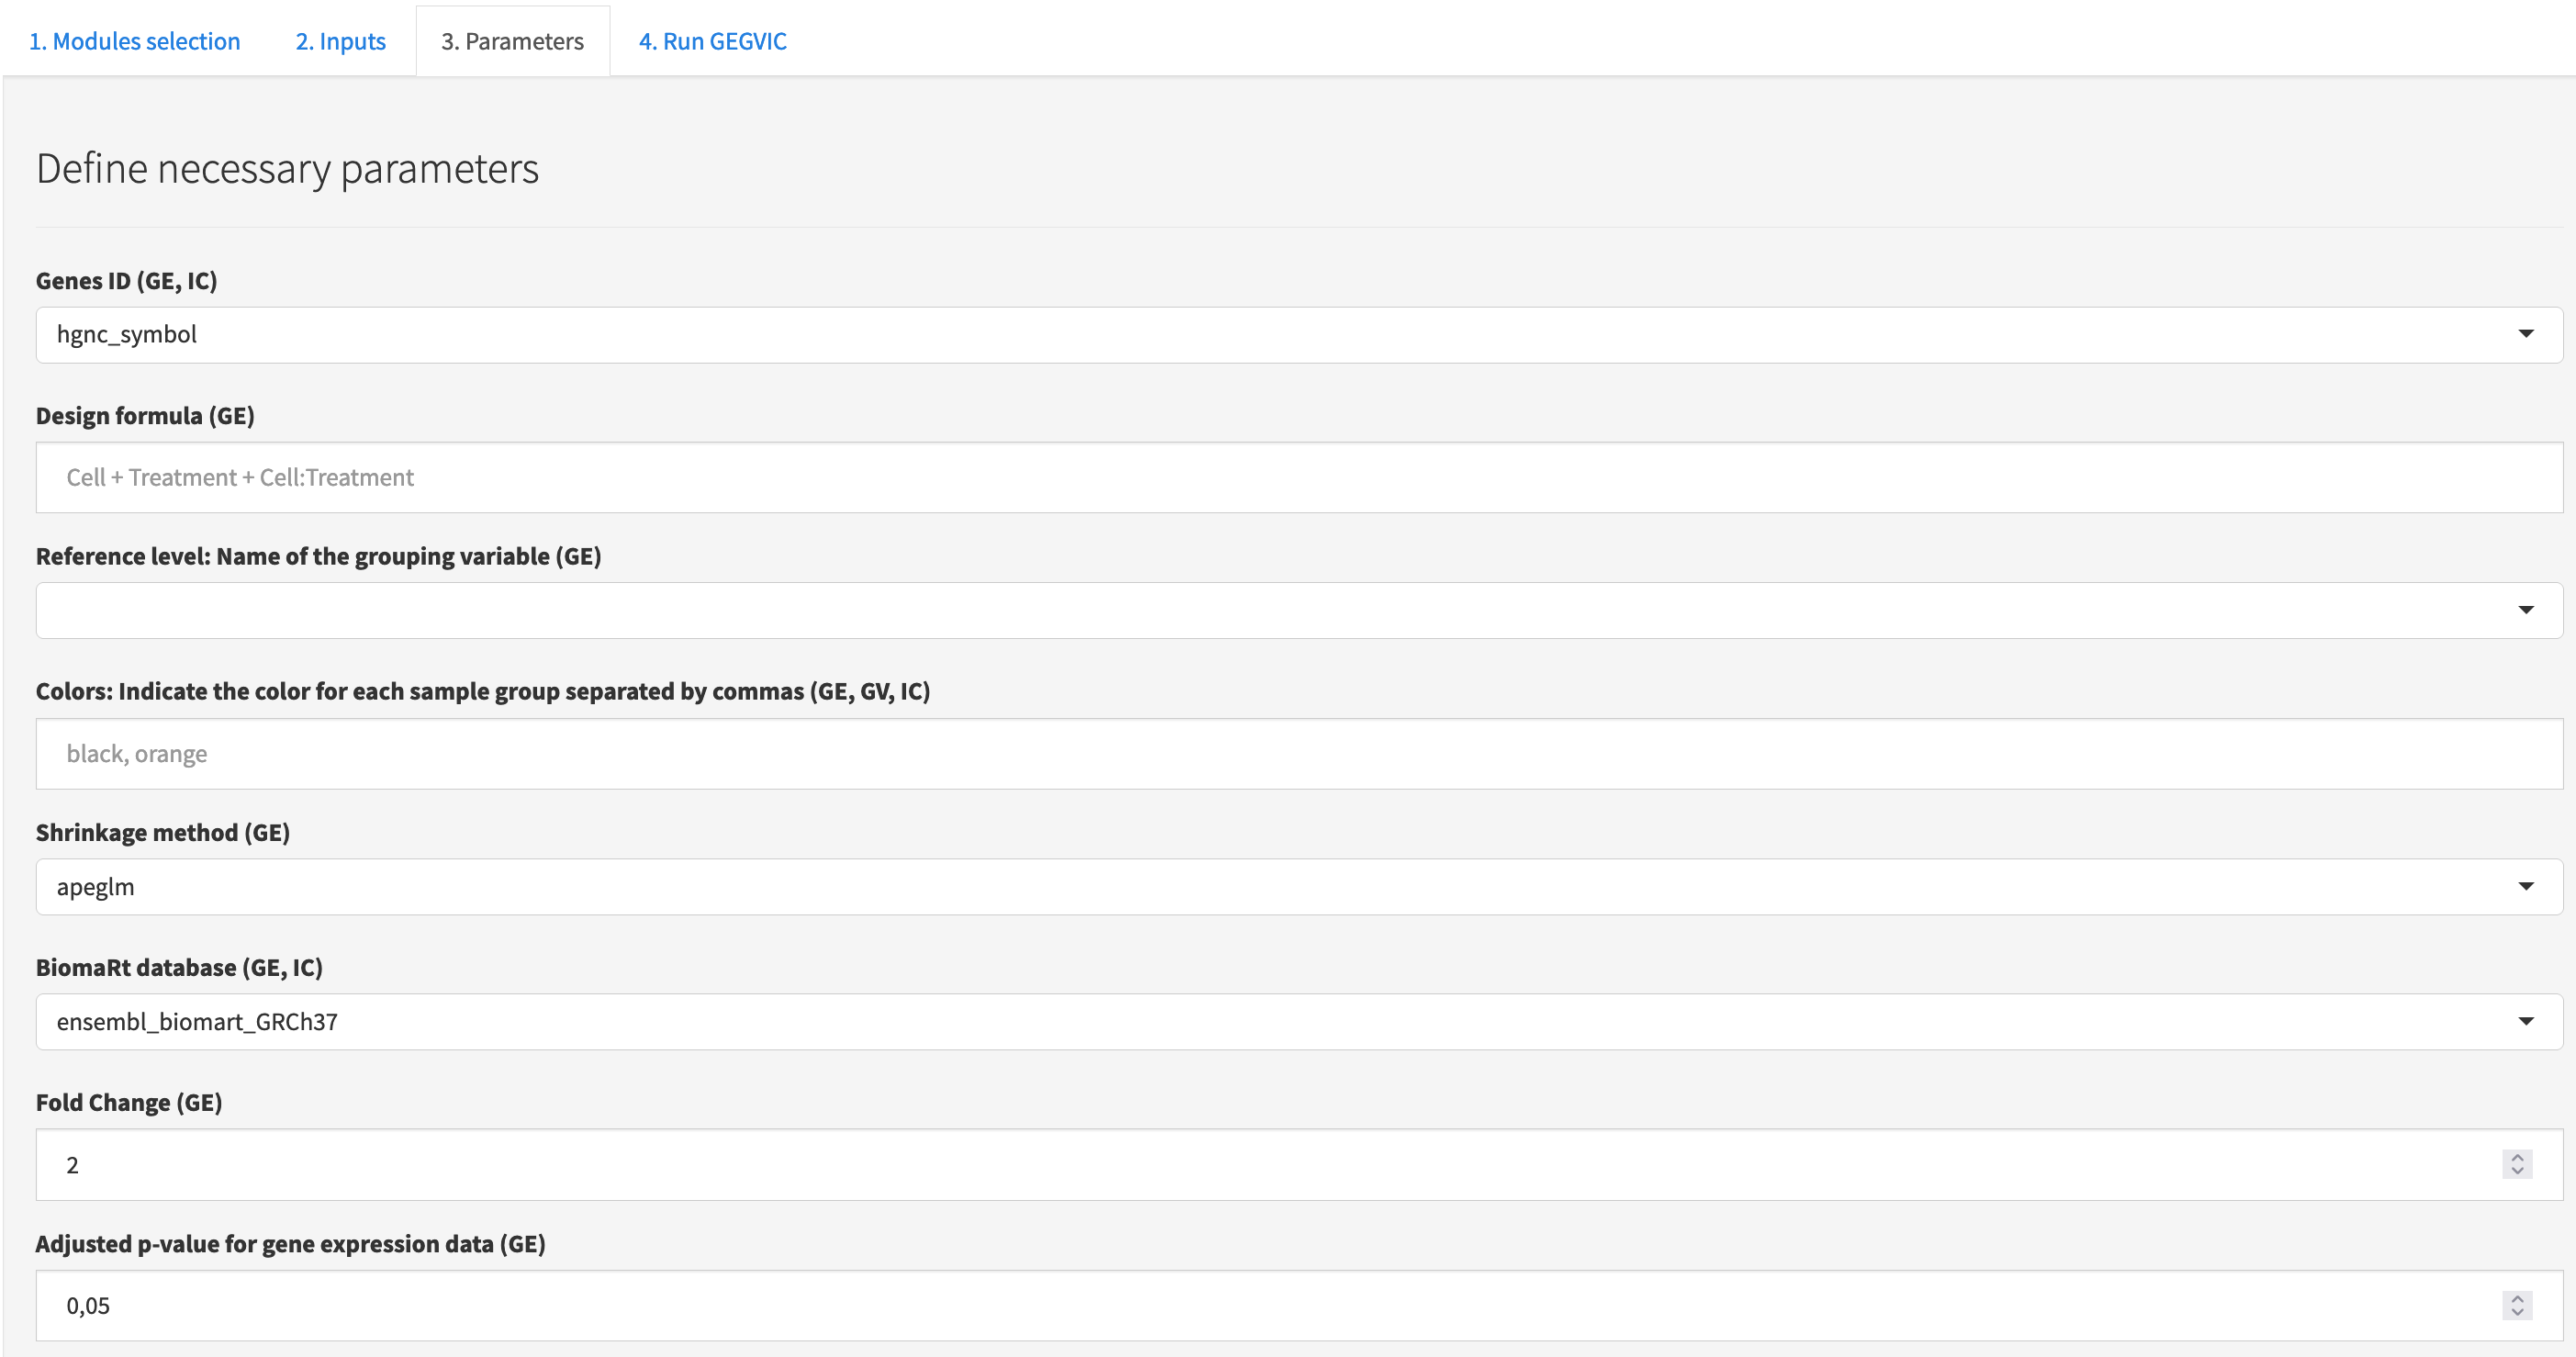 1. Modules selection 2. Inputs 3. Parameters 4. Run GEGVIC
Define necessary parameters
Genes ID (GE, IC)
hgnc_symbol
Design formula (GE)
Cell + Treatment + Cell:Treatment
Reference level: Name of the grouping variable (GE)
Colors: Indicate the color for each sample group separated by commas (GE, GV, IC)
black, orange
Shrinkage method (GE)
apeglm
BiomaRt database (GE, IC)
ensembl_biomart_GRCh37
Fold Change (GE)
2
Adjusted p-value for gene expression data (GE)
0,05